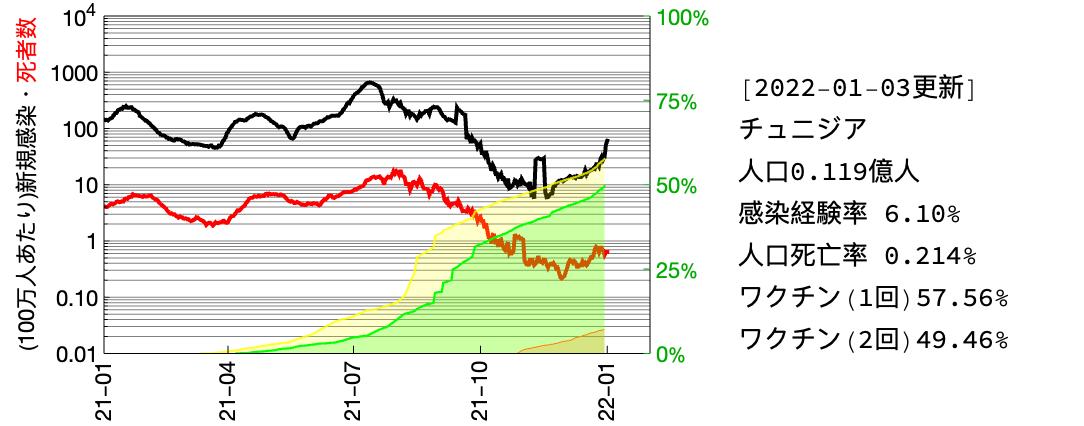 (100万人あたり)新規感染・死者数
10^4
1000
100
10
1
0.10
0.01
100%
75%
50%
25%
0%
21-01
21-04
21-07
21-10
22-01
[2022-01-03更新]
チュニジア
人口0.119億人
感染経験率 6.10%
人口死亡率 0.214%
ワクチン(1回)57.56%
ワクチン(2回)49.46%